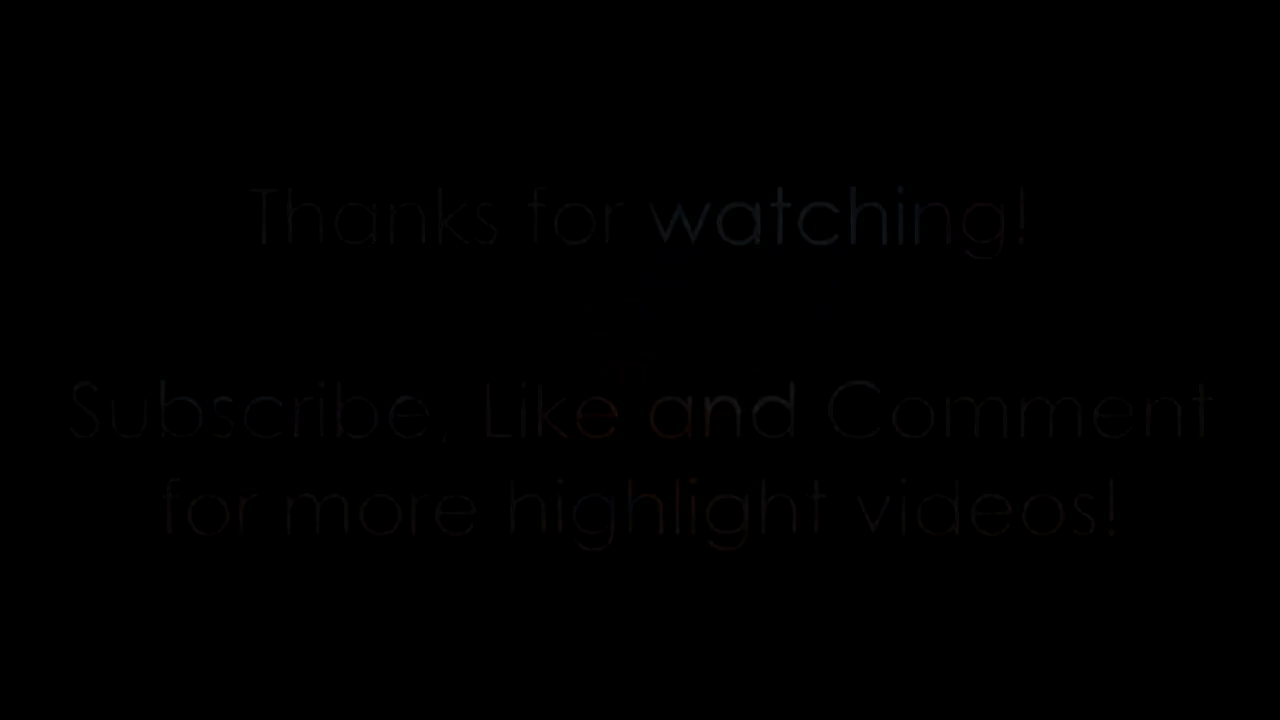 Thanks for watching!
Subscribe, Like and Comment
for more highlight videos!